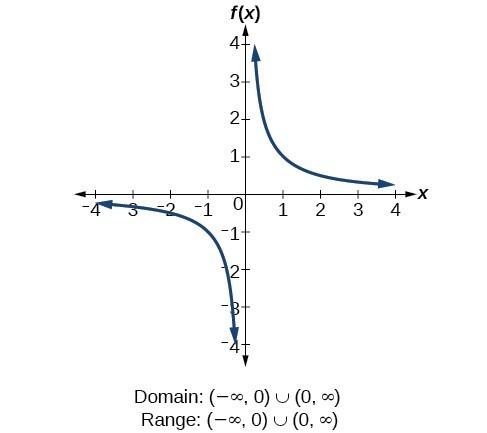 f(x)
4
3
2
1
-4 -3 -2 -1 0 1 2 3 4 x
-1
-2
-3
-4
Domain: (−∞, 0) ∪ (0, ∞)
Range: (−∞, 0) ∪ (0, ∞)